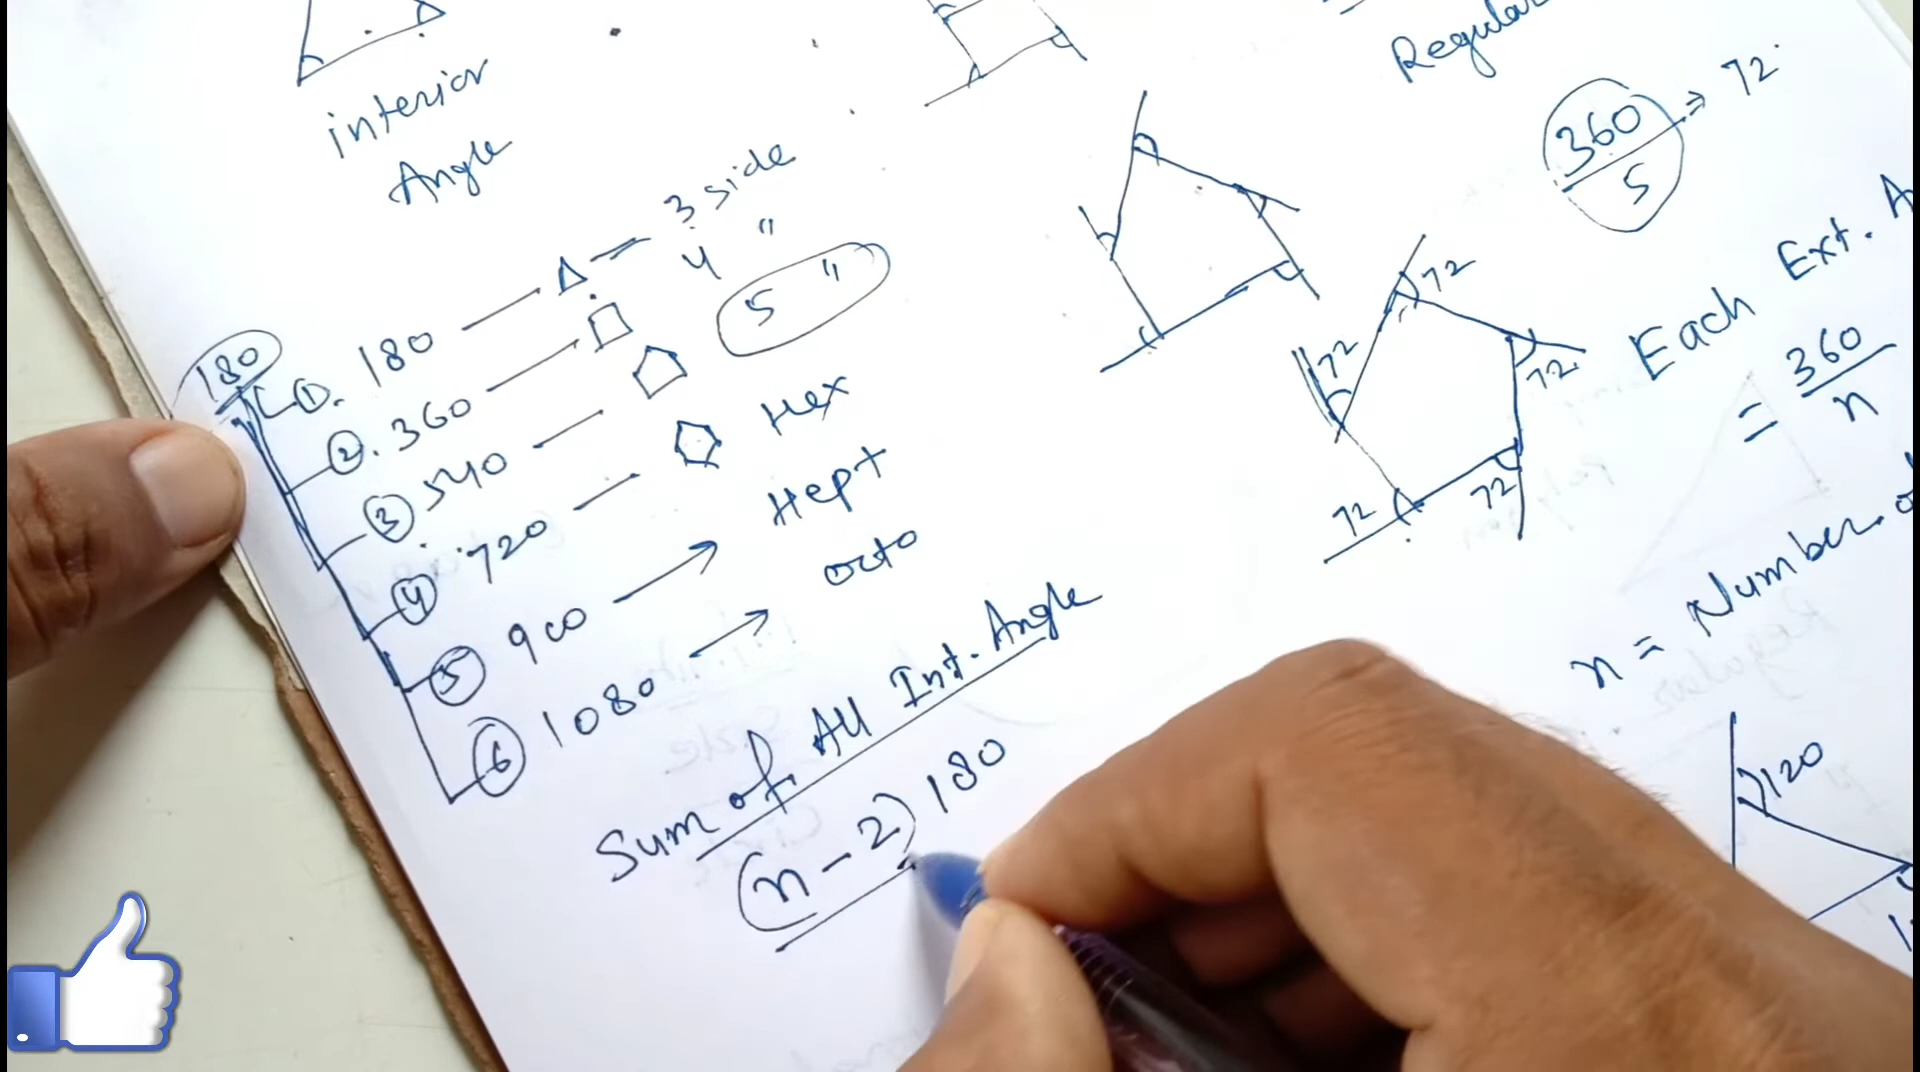 interior
Angle
180
①. 180 — △ = 3 side
②. 360 — 4 "
③ 540 — 5 "
④ 720 — Hex
⑤ 900 → Hept
⑥ 1080 → octo
Sum of All Int. Angle
(n - 2) 180
Regular
360/5 ⇒ 72
72
72
72
72
72
Each Ext. A
= 360/n
n = Number o
120